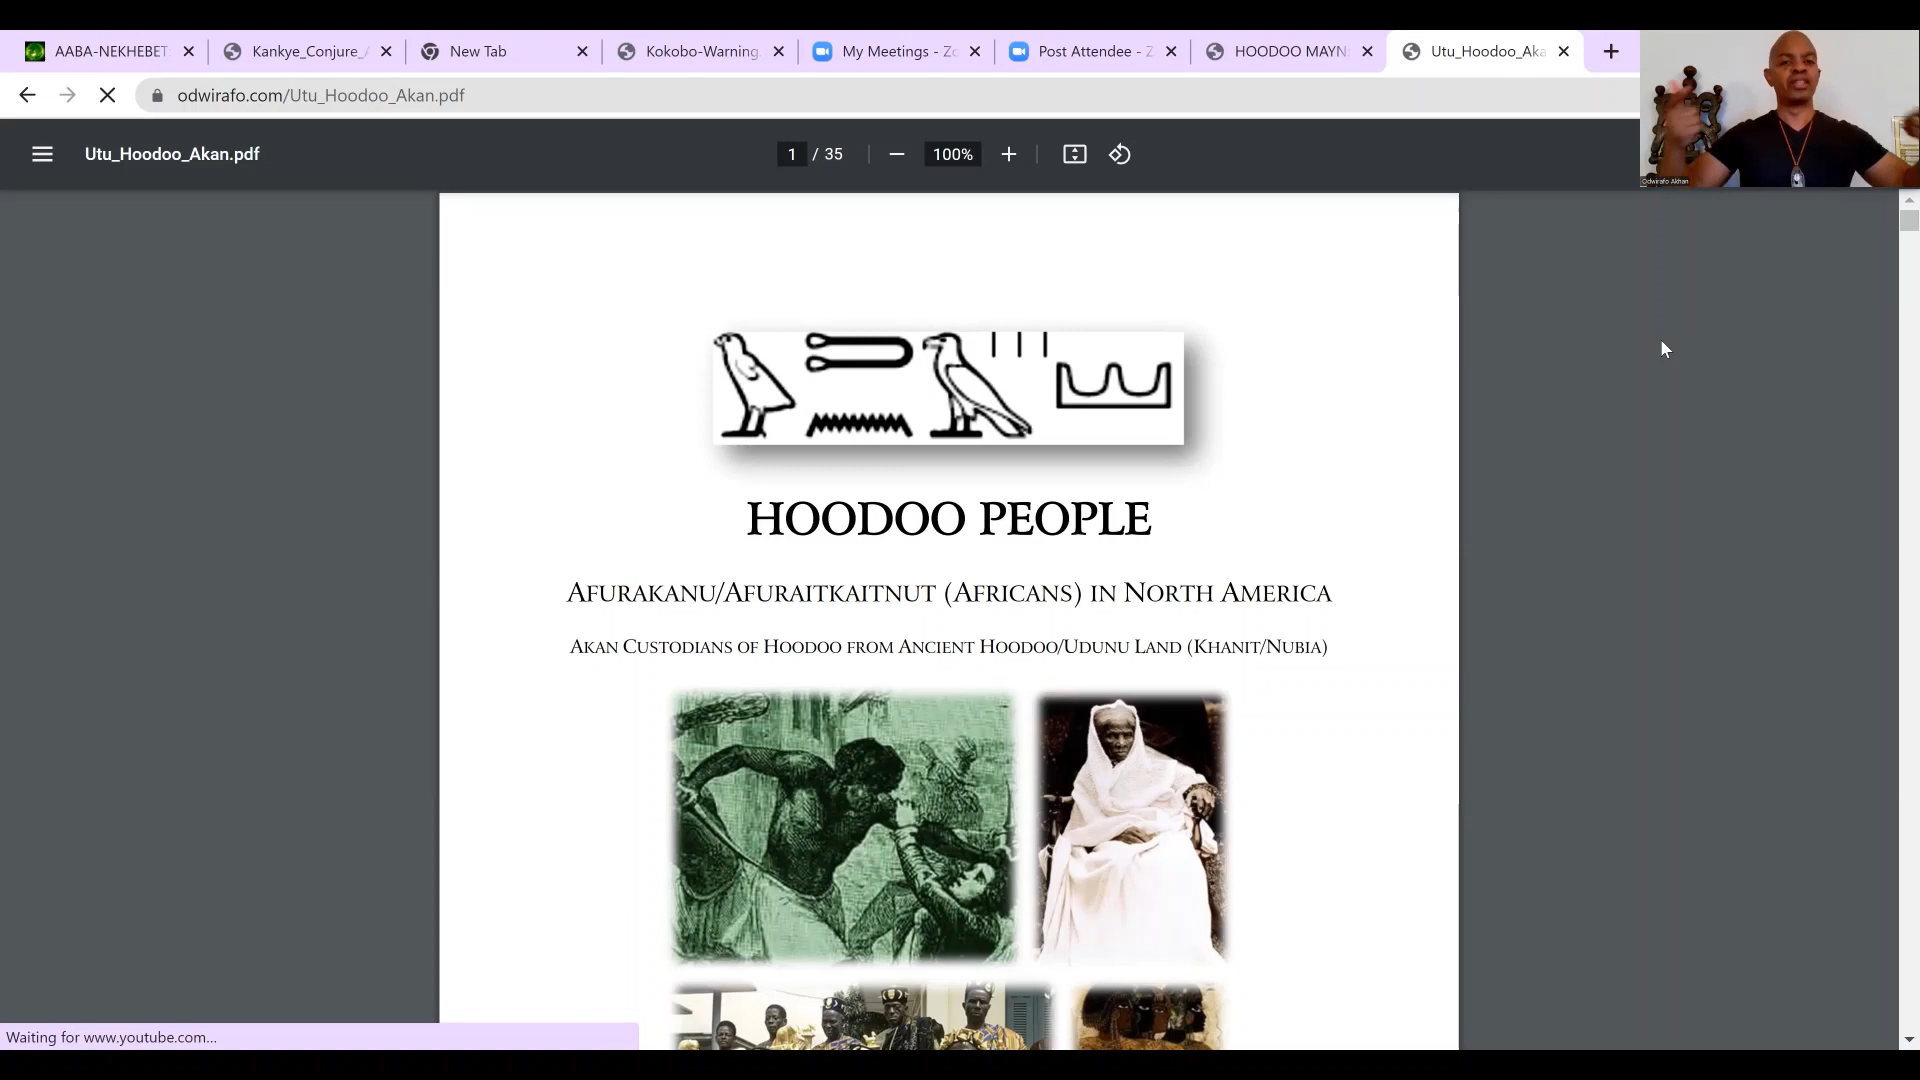 AABA-NEKHEBET
Kankye_Conjure_
New Tab
Kokobo-Warning
My Meetings - Zo
Post Attendee - Z
HOODOO MAYN
Utu_Hoodoo_Aka
odwirafo.com/Utu_Hoodoo_Akan.pdf
Utu_Hoodoo_Akan.pdf
1 / 35
100%
Odwirafo Akhan
HOODOO PEOPLE
AFURAKANU/AFURAITKAITNUT (AFRICANS) IN NORTH AMERICA
AKAN CUSTODIANS OF HOODOO FROM ANCIENT HOODOO/UDUNU LAND (KHANIT/NUBIA)
Waiting for www.youtube.com...